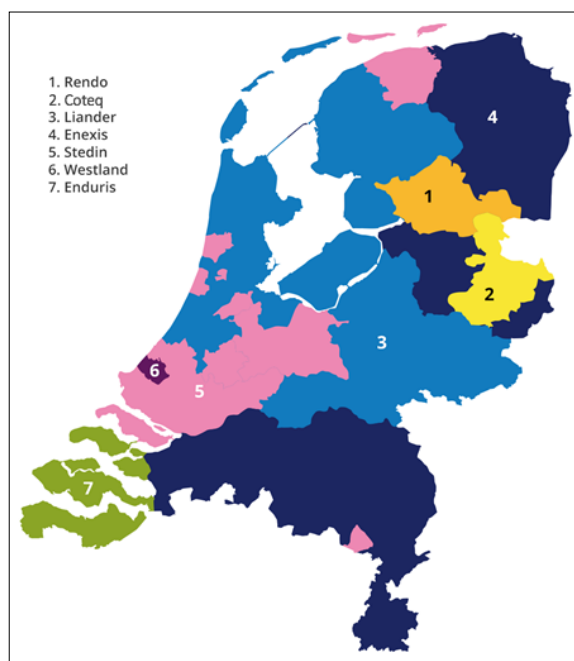 1. Rendo
2. Coteq
3. Liander
4. Enexis
5. Stedin
6. Westland
7. Enduris
4
1
2
3
6
5
7